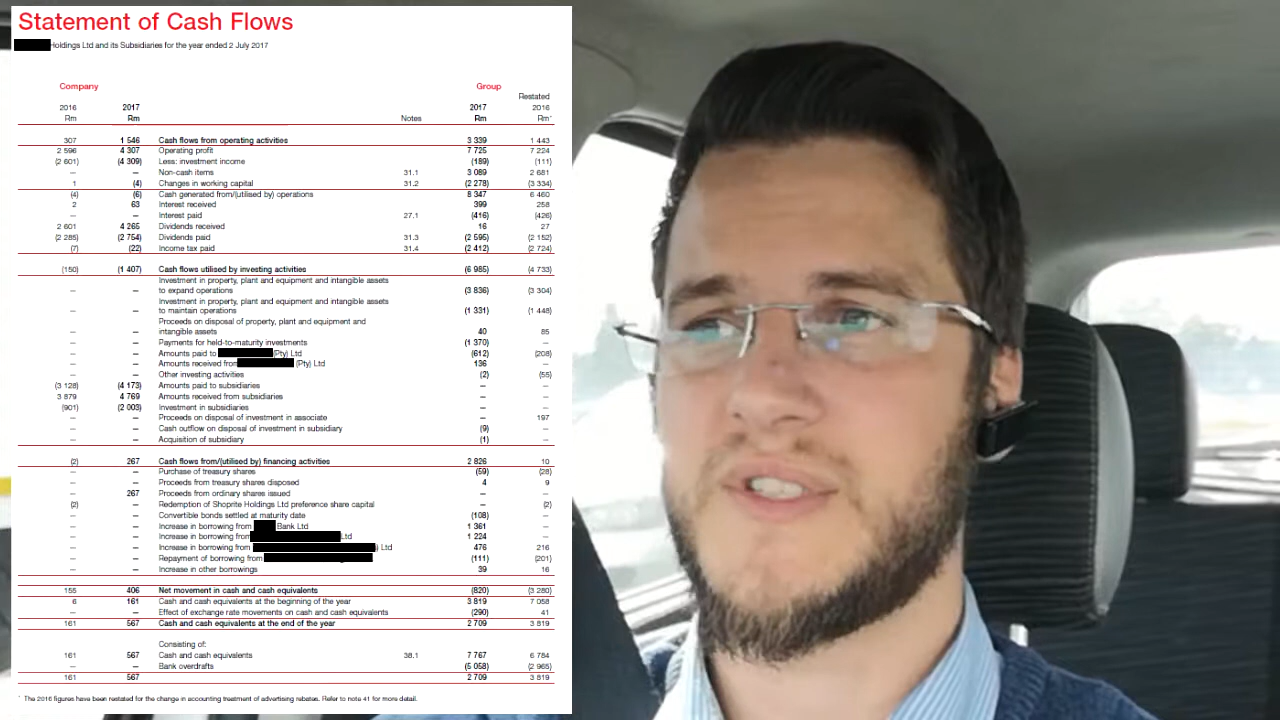 Statement of Cash Flows
Holdings Ltd and its Subsidiaries for the year ended 2 July 2017
Company Group
Restated
2016 2017 2017 2016
Rm Rm Notes Rm Rm*
307 1 546 Cash flows from operating activities 3 339 1 443
2 596 4 307 Operating profit 7 725 7 224
(2 601) (4 309) Less: investment income (189) (111)
— — Non-cash items 31.1 3 089 2 681
1 (4) Changes in working capital 31.2 (2 278) (3 334)
(4) (6) Cash generated from/(utilised by) operations 8 347 6 460
2 63 Interest received 399 258
— — Interest paid 27.1 (416) (426)
2 601 4 265 Dividends received 16 27
(2 285) (2 754) Dividends paid 31.3 (2 595) (2 152)
(7) (22) Income tax paid 31.4 (2 412) (2 724)
(150) (1 407) Cash flows utilised by investing activities (6 985) (4 733)
Investment in property, plant and equipment and intangible assets
— — to expand operations (3 836) (3 304)
Investment in property, plant and equipment and intangible assets
— — to maintain operations (1 331) (1 448)
Proceeds on disposal of property, plant and equipment and
— — intangible assets 40 85
— — Payments for held-to-maturity investments (1 370) —
— — Amounts paid to (Pty) Ltd (612) (208)
— — Amounts received from (Pty) Ltd 136 —
— — Other investing activities (2) (55)
(3 128) (4 173) Amounts paid to subsidiaries — —
3 879 4 769 Amounts received from subsidiaries — —
(901) (2 003) Investment in subsidiaries — —
— — Proceeds on disposal of investment in associate — 197
— — Cash outflow on disposal of investment in subsidiary (9) —
— — Acquisition of subsidiary (1) —
(2) 267 Cash flows from/(utilised by) financing activities 2 826 10
— — Purchase of treasury shares (59) (28)
— — Proceeds from treasury shares disposed 4 9
— 267 Proceeds from ordinary shares issued — —
(2) — Redemption of Shoprite Holdings Ltd preference share capital — (2)
— — Convertible bonds settled at maturity date (108) —
— — Increase in borrowing from Bank Ltd 1 361 —
— — Increase in borrowing from Ltd 1 224 —
— — Increase in borrowing from ) Ltd 476 216
— — Repayment of borrowing from (111) (201)
— — Increase in other borrowings 39 16
155 406 Net movement in cash and cash equivalents (820) (3 280)
6 161 Cash and cash equivalents at the beginning of the year 3 819 7 058
— — Effect of exchange rate movements on cash and cash equivalents (290) 41
161 567 Cash and cash equivalents at the end of the year 2 709 3 819
Consisting of:
161 567 Cash and cash equivalents 38.1 7 767 6 784
— — Bank overdrafts (5 058) (2 965)
161 567 2 709 3 819
* The 2016 figures have been restated for the change in accounting treatment of advertising rebates. Refer to note 41 for more detail.